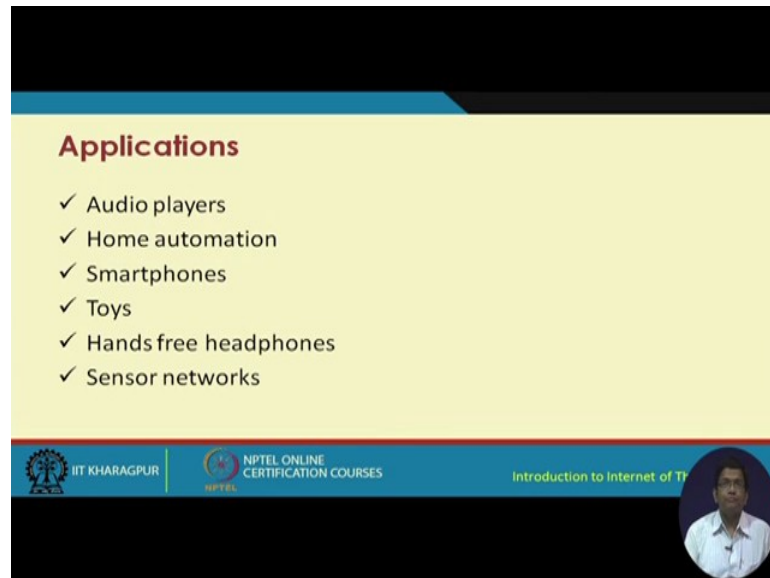 Applications
✓ Audio players
✓ Home automation
✓ Smartphones
✓ Toys
✓ Hands free headphones
✓ Sensor networks
IIT KHARAGPUR
NPTEL
NPTEL ONLINE
CERTIFICATION COURSES
Introduction to Internet of Th